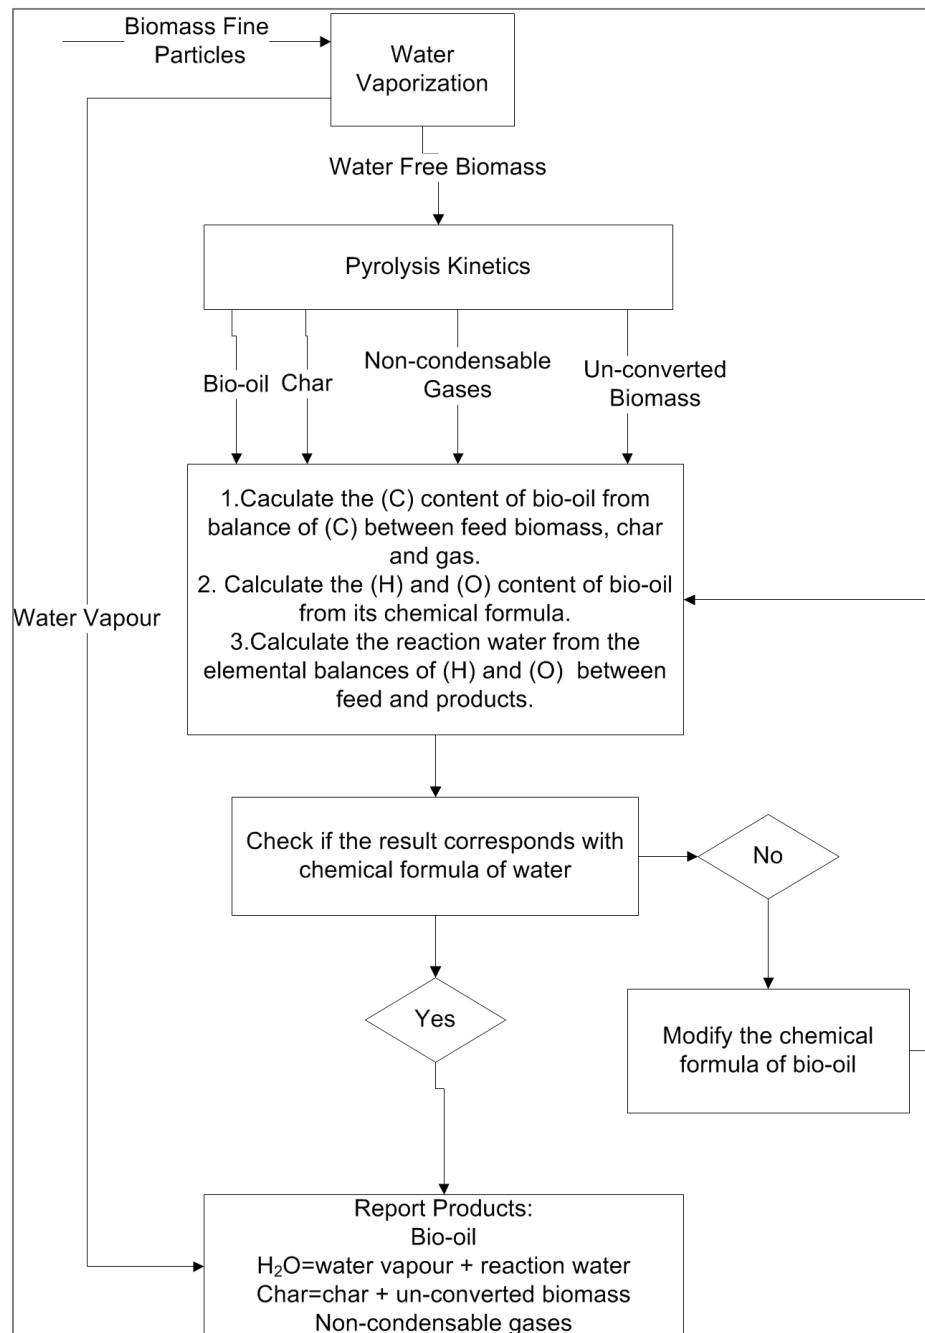 Biomass Fine
Particles
Water
Vaporization
Water Free Biomass
Pyrolysis Kinetics
Bio-oil
Char
Non-condensable
Gases
Un-converted
Biomass
1.Caculate the (C) content of bio-oil from
balance of (C) between feed biomass, char
and gas.
2. Calculate the (H) and (O) content of bio-oil
from its chemical formula.
3.Calculate the reaction water from the
elemental balances of (H) and (O)  between
feed and products.
Water Vapour
Check if the result corresponds with
chemical formula of water
No
Yes
Modify the chemical
formula of bio-oil
Report Products:
Bio-oil
H₂O=water vapour + reaction water
Char=char + un-converted biomass
Non-condensable gases